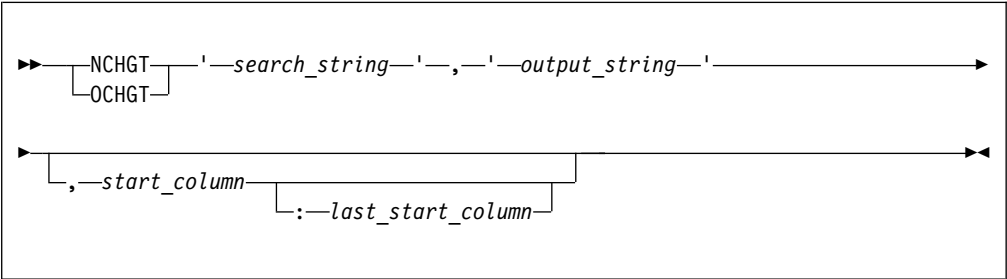 NCHGT ' search_string ' , ' output_string '
OCHGT
, start_column
: last_start_column